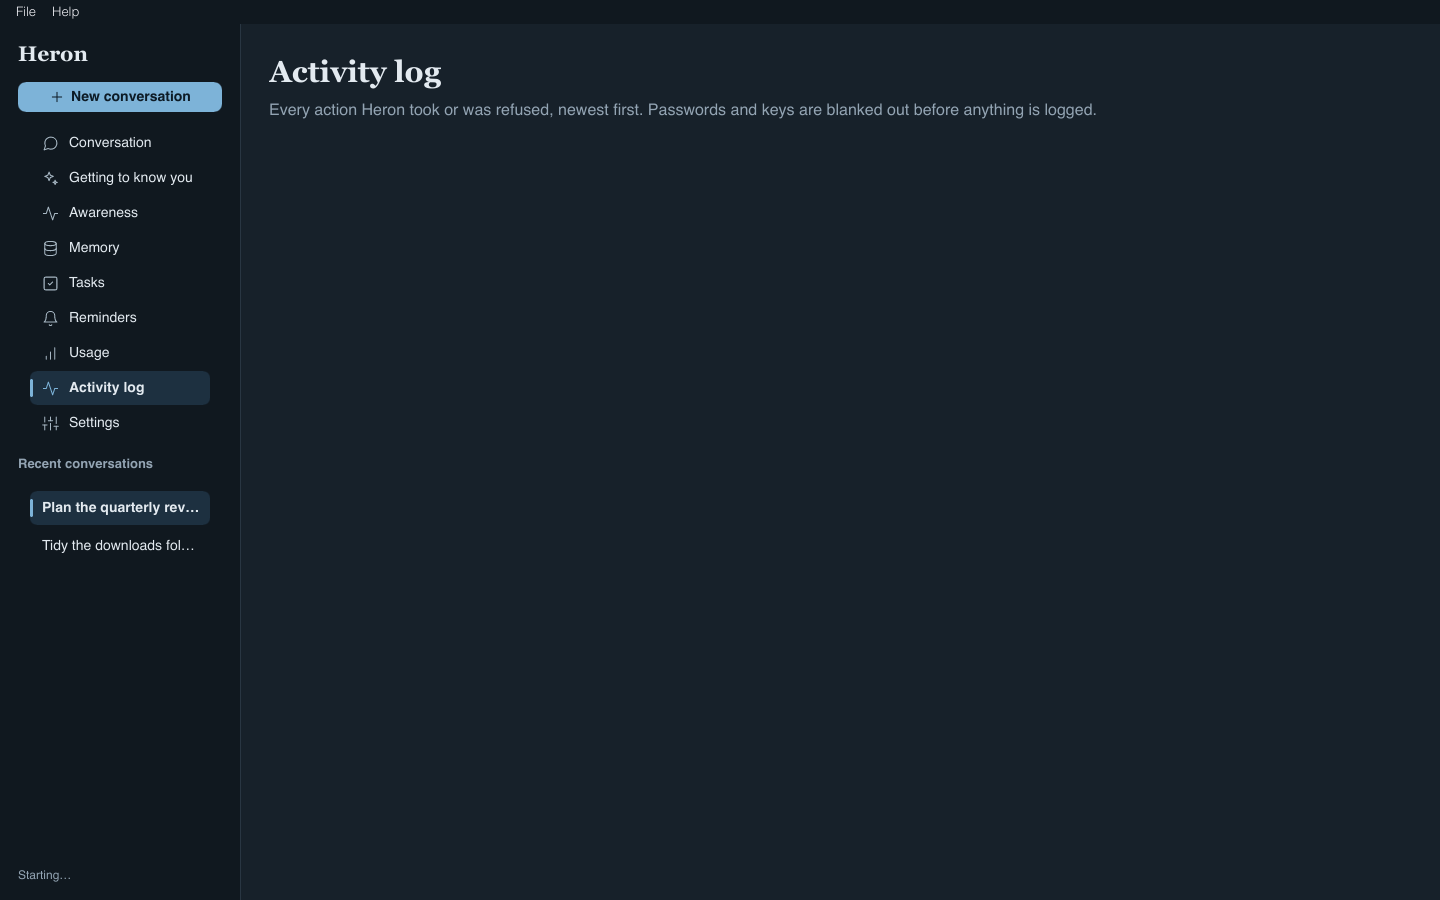 File Help
Heron
New conversation
Conversation
Getting to know you
Awareness
Memory
Tasks
Reminders
Usage
Activity log
Settings
Recent conversations
Plan the quarterly rev…
Tidy the downloads fol…
Starting…
Activity log
Every action Heron took or was refused, newest first. Passwords and keys are blanked out before anything is logged.